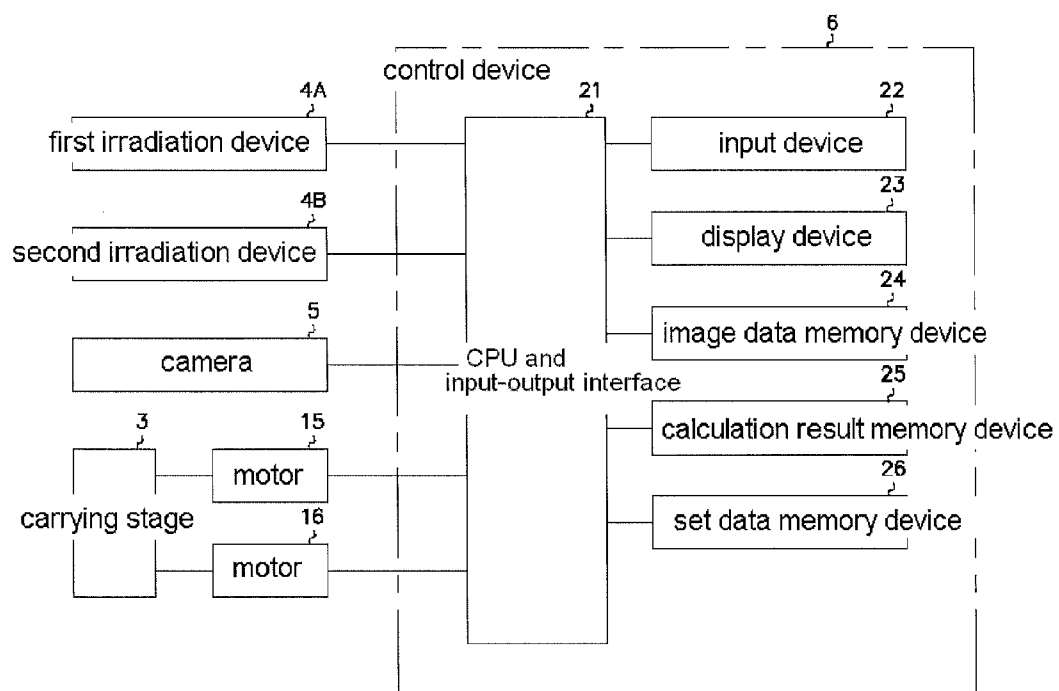 6
control device
4A
21
22
first irradiation device
input device
4B
23
second irradiation device
display device
5
24
camera
image data memory device
CPU and
input-output interface
25
3
15
calculation result memory device
motor
26
carrying stage
16
set data memory device
motor